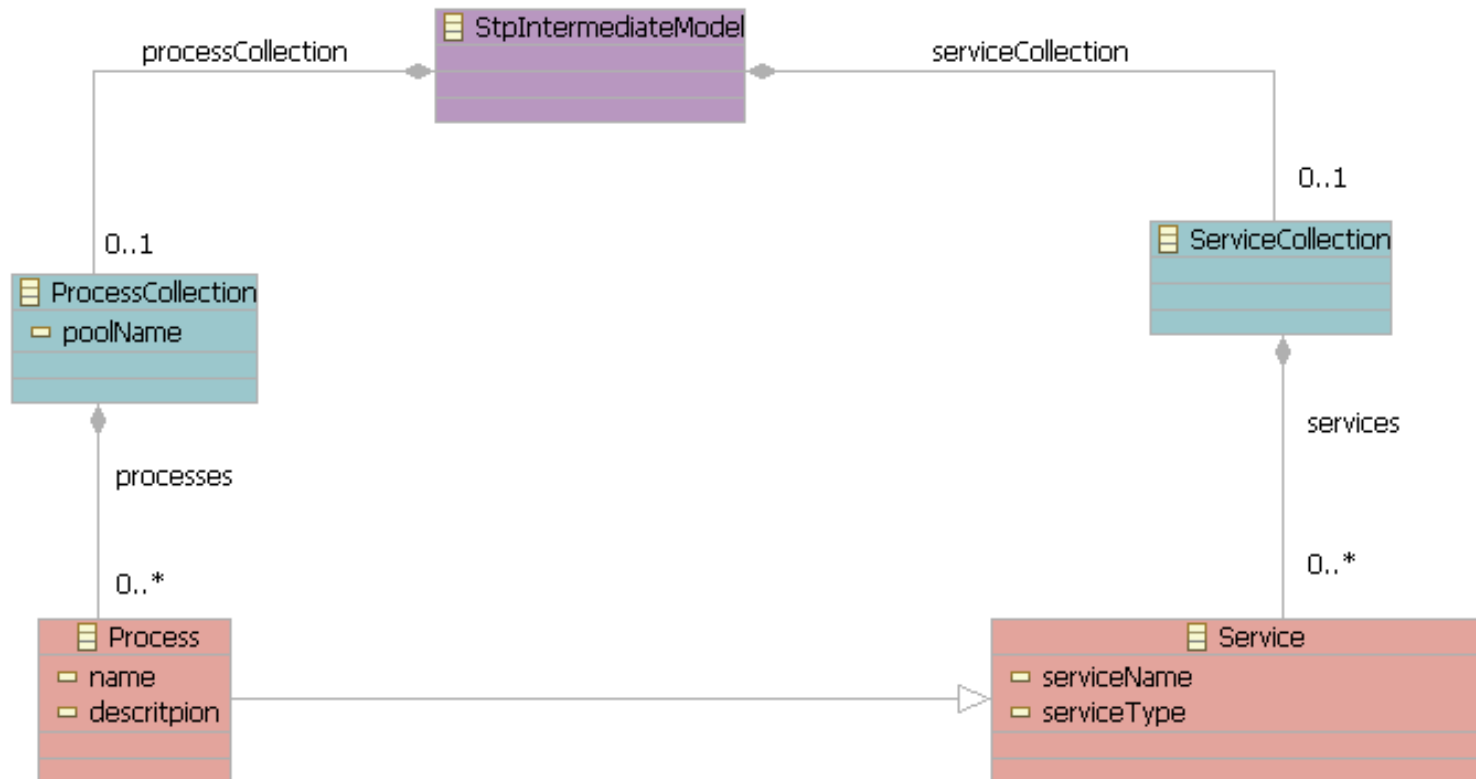 StpIntermediateModel
processCollection
serviceCollection
0..1
ServiceCollection
0..1
ProcessCollection
poolName
services
processes
0..*
0..*
Process
name
descritpion
Service
serviceName
serviceType